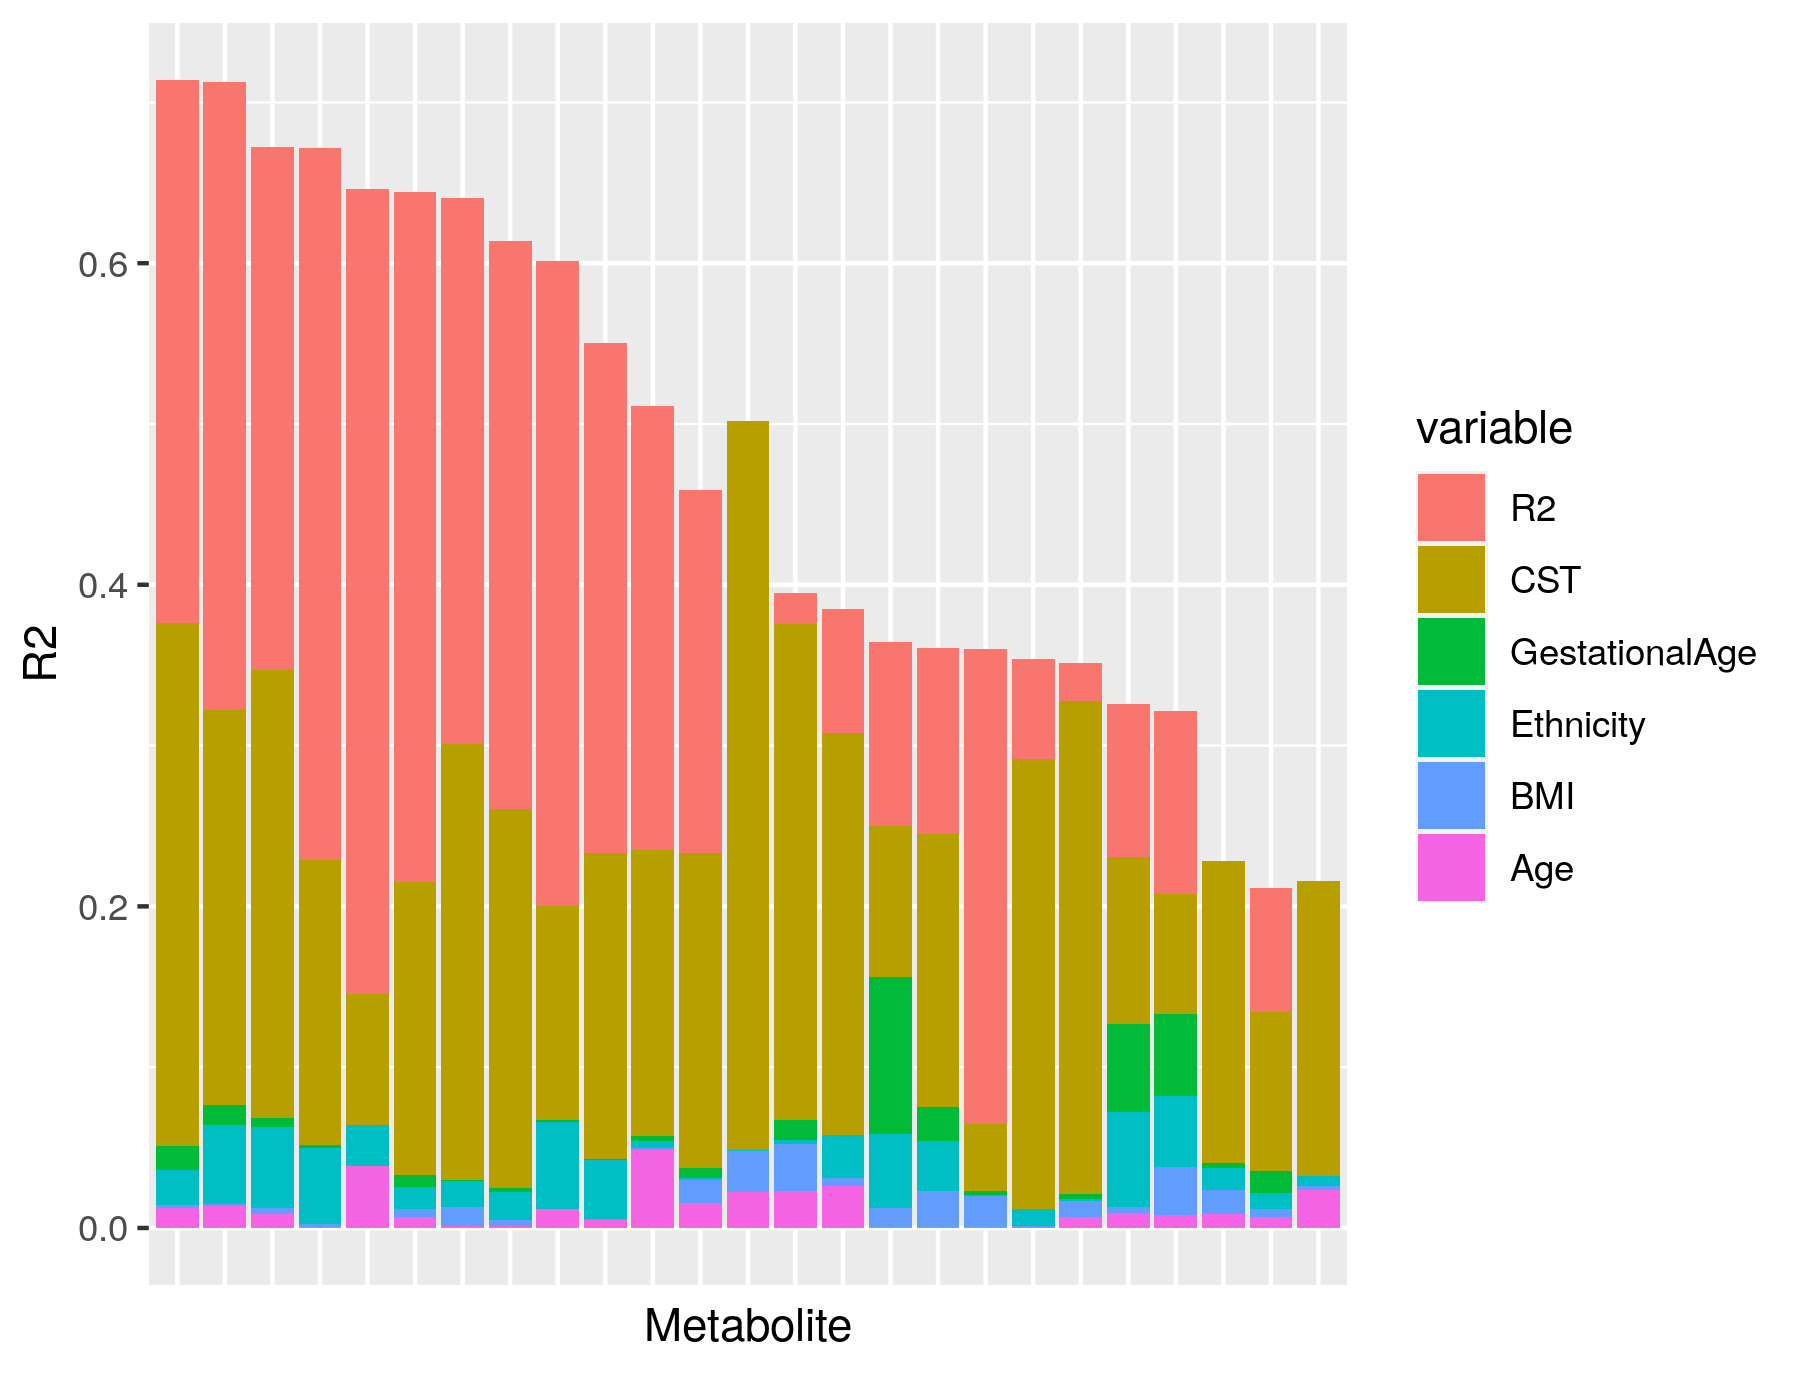 R2
0.6
0.4
0.2
0.0
Metabolite
variable
R2
CST
GestationalAge
Ethnicity
BMI
Age